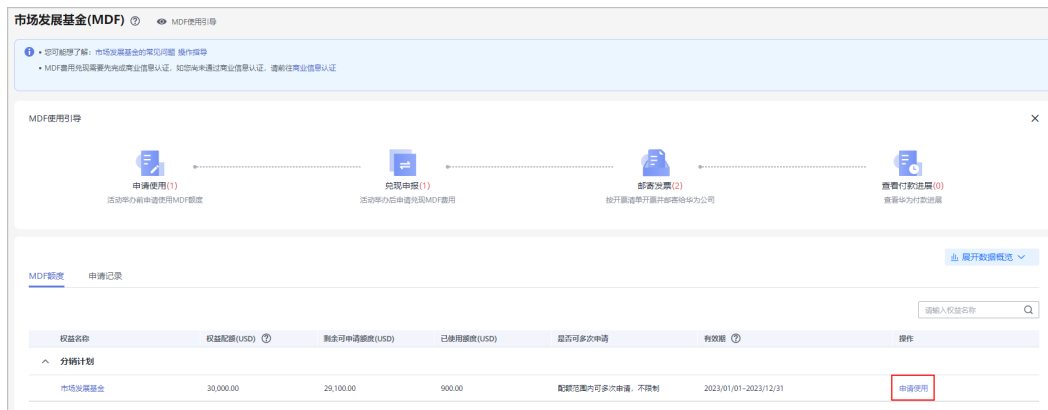 市场发展基金(MDF) ? MDF使用引导
• 您可能想了解：市场发展基金的常见问题 操作指导
• MDF费用兑现需要先完成商业信息认证，如您尚未通过商业信息认证，请前往商业信息认证
MDF使用引导
申请使用(1) 兑现申报(1) 邮寄发票(2) 查看付款进展(0)
活动举办前申请使用MDF额度 活动举办后申请兑现MDF费用 按开票清单开票并邮寄给华为公司 查看华为付款进展
展开数据概览
MDF额度 申请记录
请输入权益名称
权益名称 权益配额(USD) ? 剩余可申请额度(USD) 已使用额度(USD) 是否可多次申请 有效期 ? 操作
分销计划
市场发展基金 30,000.00 29,100.00 900.00 配额范围内可多次申请，不限制 2023/01/01-2023/12/31 申请使用